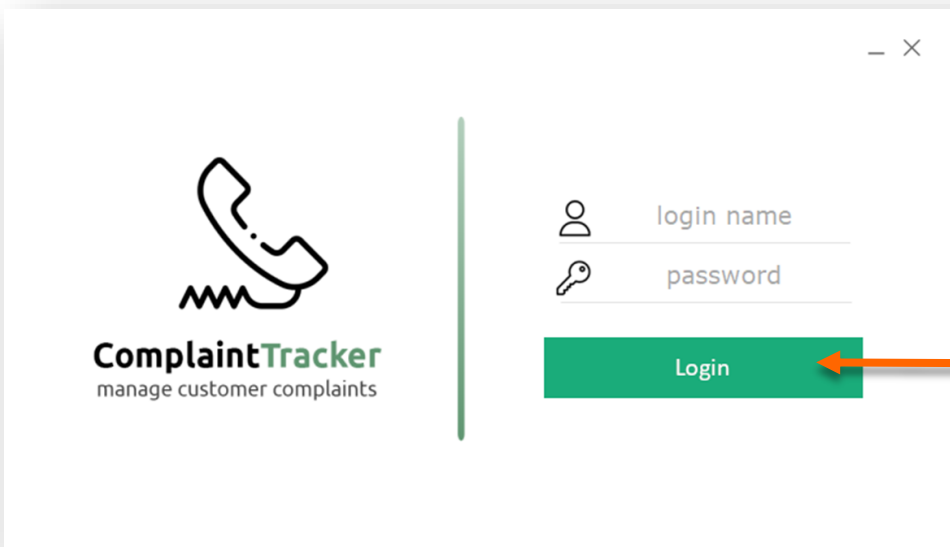 ComplaintTracker
manage customer complaints
login name
password
Login